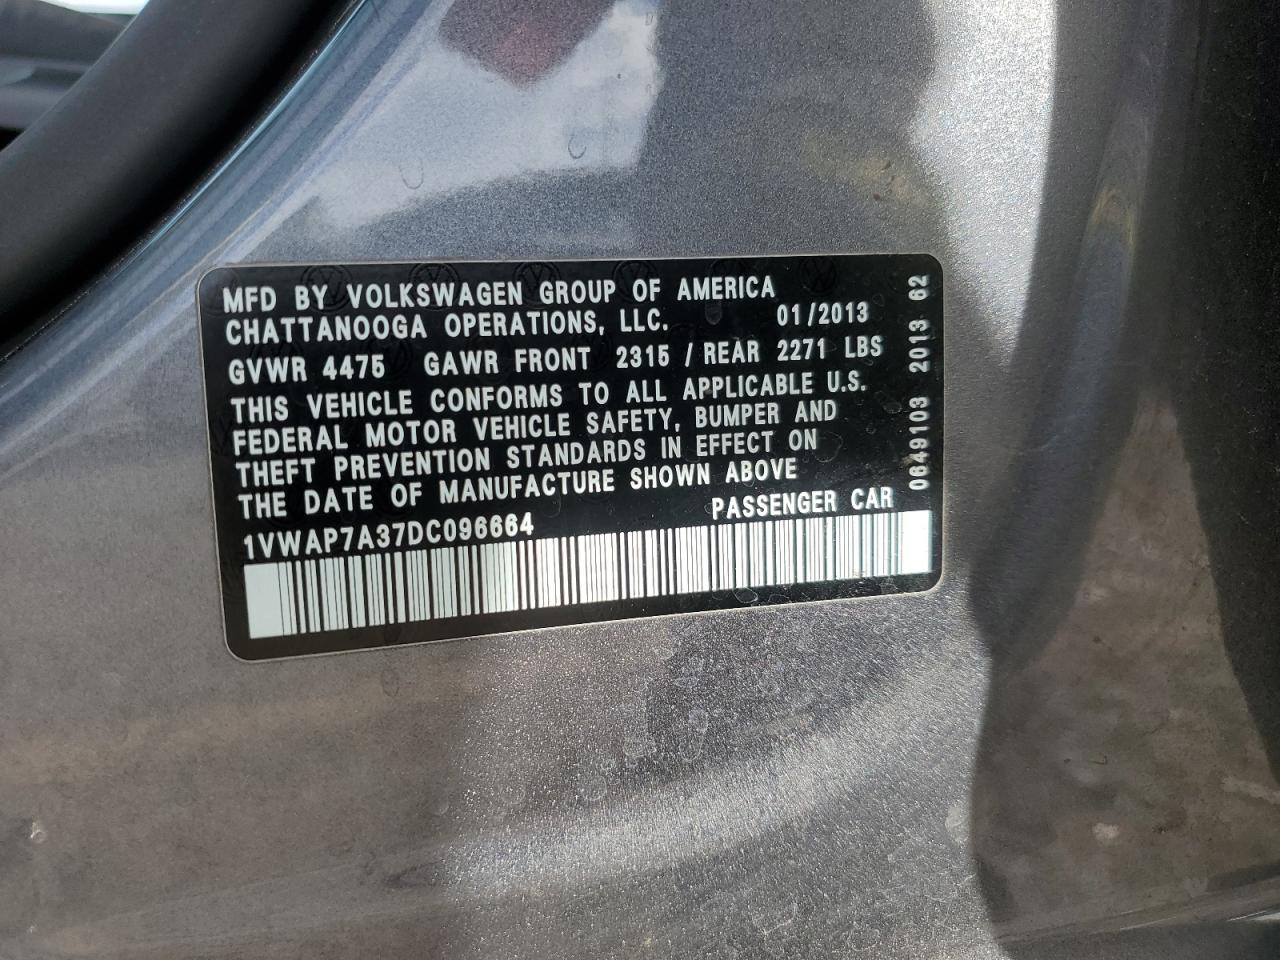 MFD BY VOLKSWAGEN GROUP OF AMERICA
CHATTANOOGA OPERATIONS, LLC. 01/2013
GVWR 4475 GAWR FRONT 2315 / REAR 2271 LBS
THIS VEHICLE CONFORMS TO ALL APPLICABLE U.S.
FEDERAL MOTOR VEHICLE SAFETY, BUMPER AND
THEFT PREVENTION STANDARDS IN EFFECT ON
THE DATE OF MANUFACTURE SHOWN ABOVE
PASSENGER CAR
1VWAP7A37DC096664
0649103 2013 62